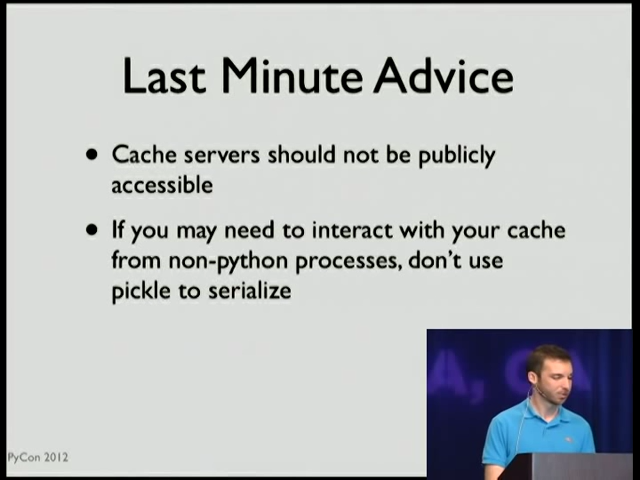 Last Minute Advice
• Cache servers should not be publicly
accessible
• If you may need to interact with your cache
from non-python processes, don't use
pickle to serialize
PyCon 2012
A, CA